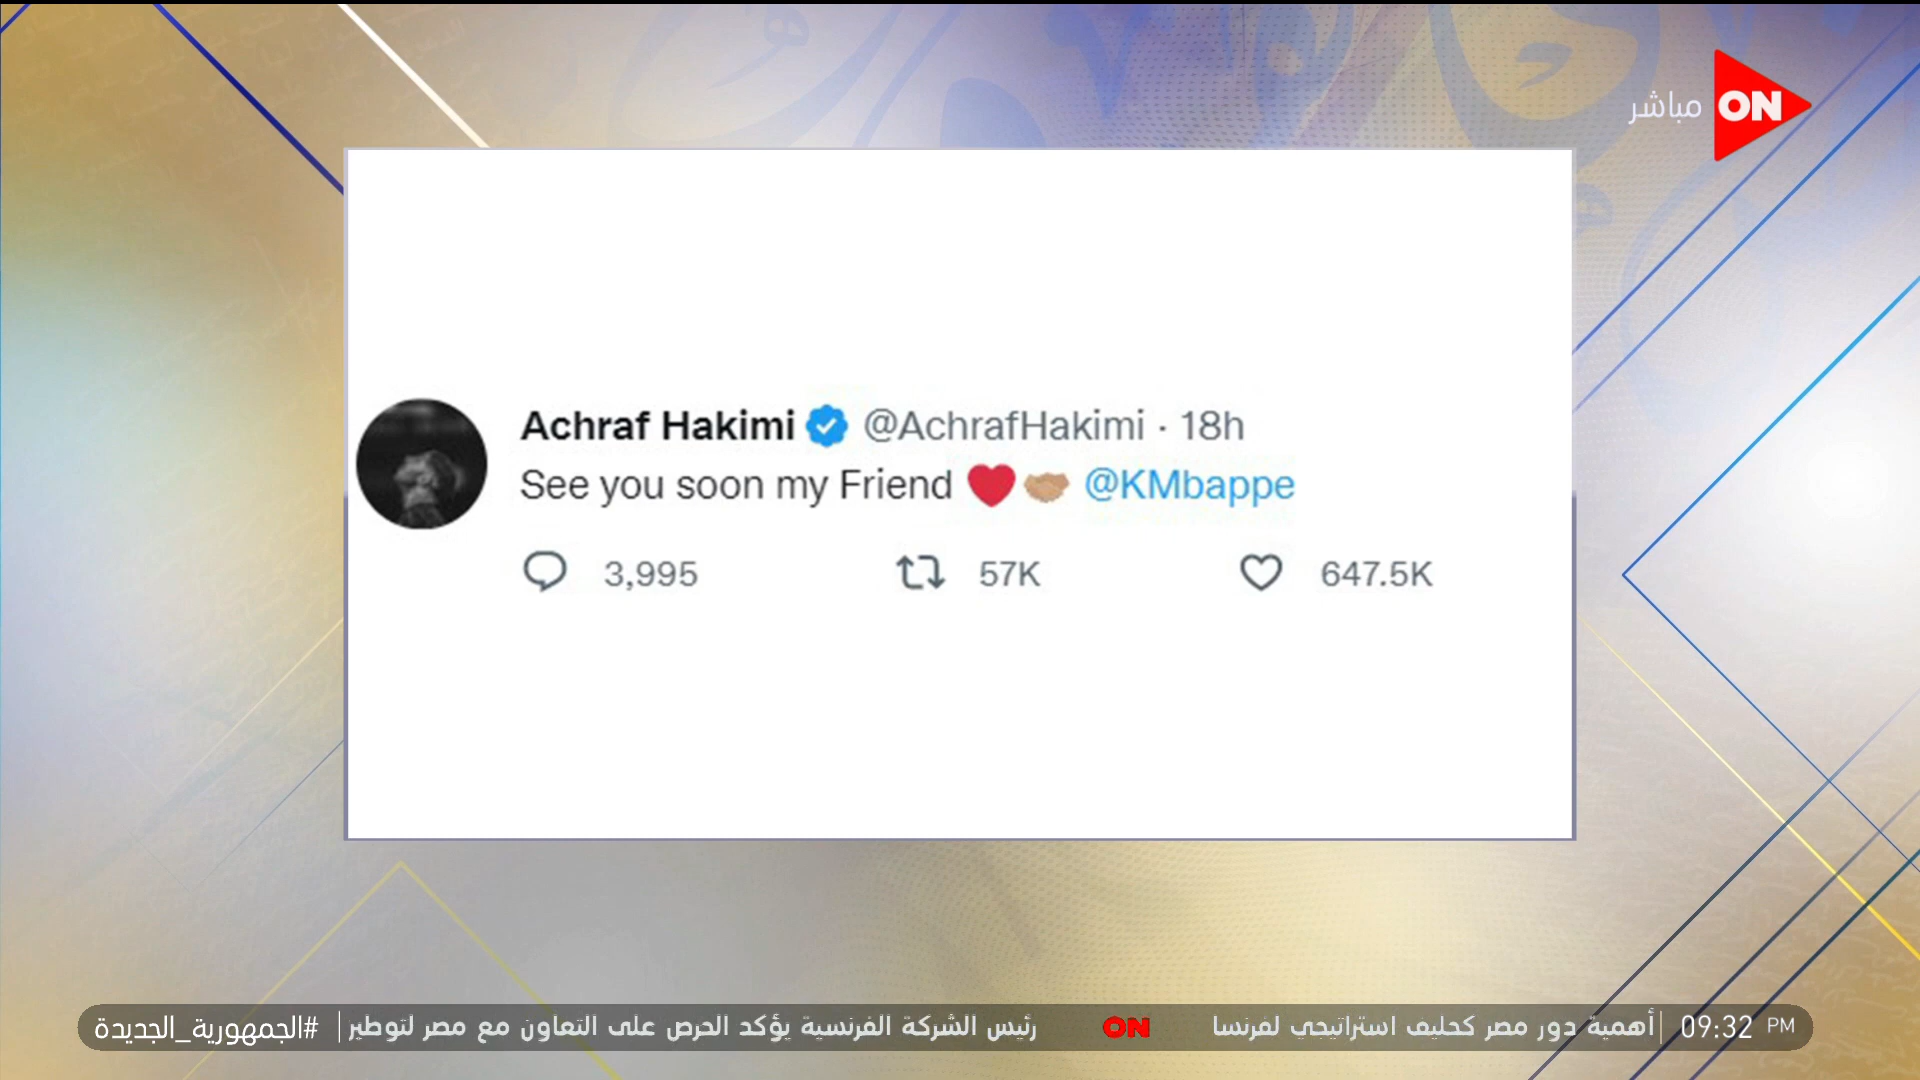 مباشر ON
Achraf Hakimi @AchrafHakimi · 18h
See you soon my Friend ❤️🤝🏼 @KMbappe
3,995 57K 647.5K
09:32 PM
أهمية دور مصر كحليف استراتيجي لفرنسا ON رئيس الشركة الفرنسية يؤكد الحرص على التعاون مع مصر لتوطير
#الجمهورية_الجديدة